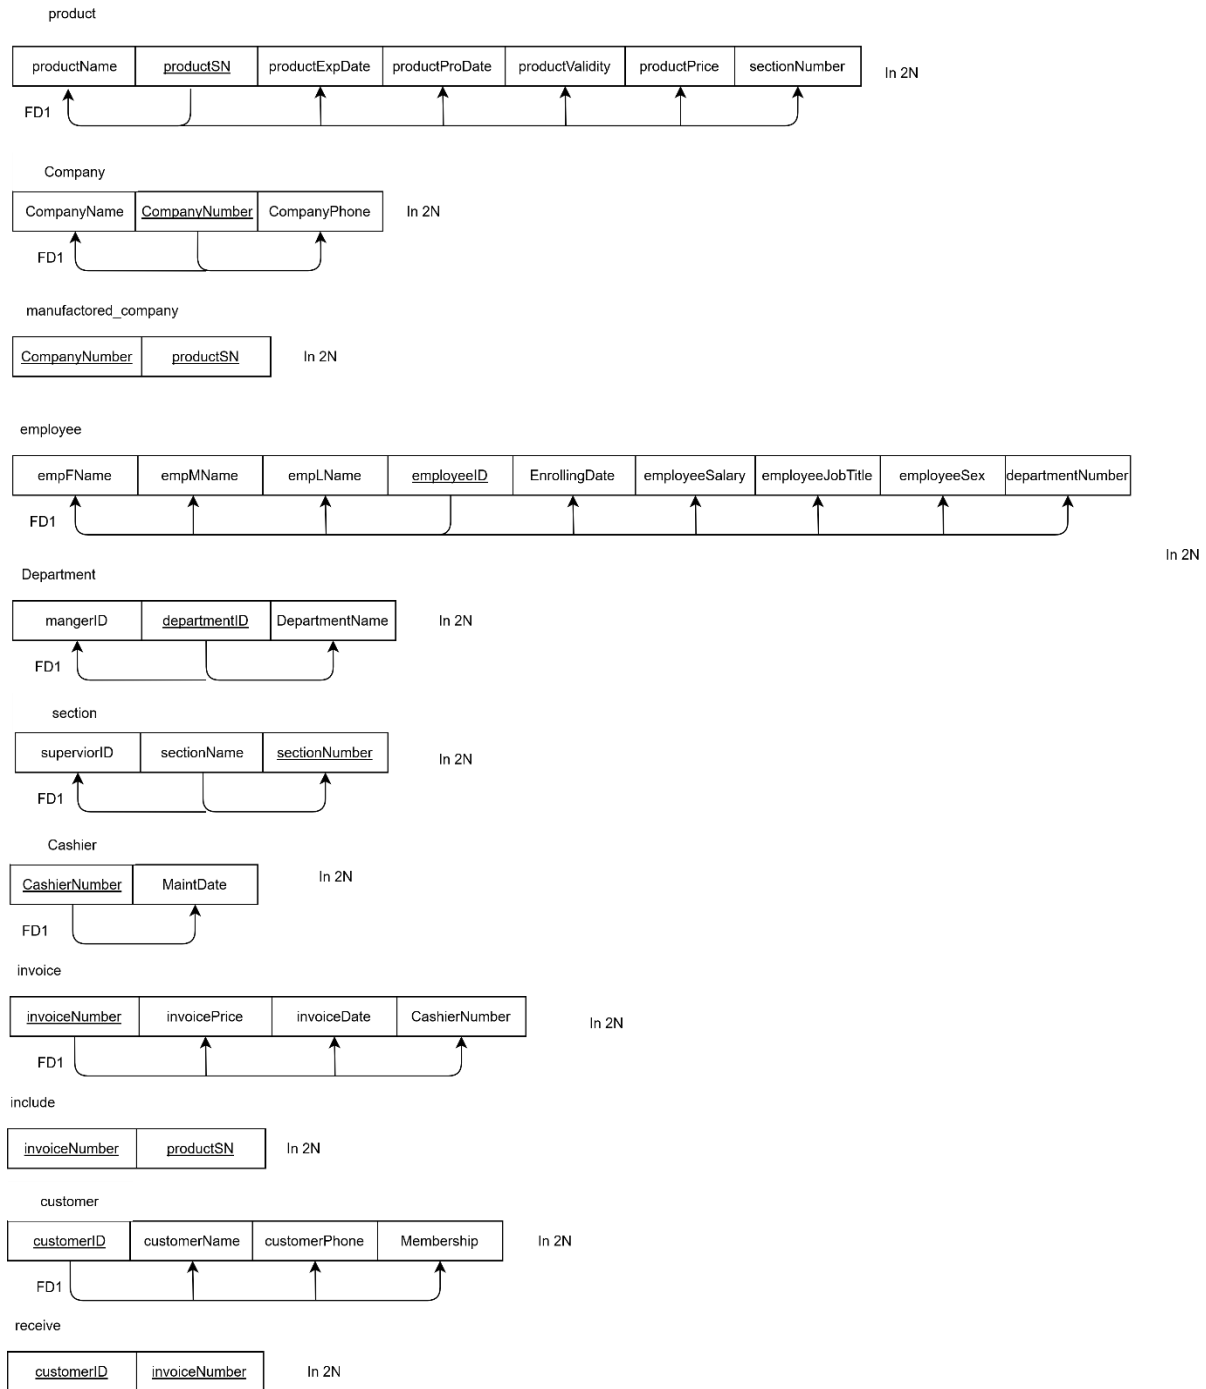 product
productName productSN productExpDate productProDate productValidity productPrice sectionNumber In 2N
FD1
Company
CompanyName CompanyNumber CompanyPhone In 2N
FD1
manufactored_company
CompanyNumber productSN In 2N
employee
empFName empMName empLName employeeID EnrollingDate employeeSalary employeeJobTitle employeeSex departmentNumber
FD1
In 2N
Department
mangerID departmentID DepartmentName In 2N
FD1
section
superviorID sectionName sectionNumber In 2N
FD1
Cashier
CashierNumber MaintDate In 2N
FD1
invoice
invoiceNumber invoicePrice invoiceDate CashierNumber In 2N
FD1
include
invoiceNumber productSN In 2N
customer
customerID customerName customerPhone Membership In 2N
FD1
receive
customerID invoiceNumber In 2N